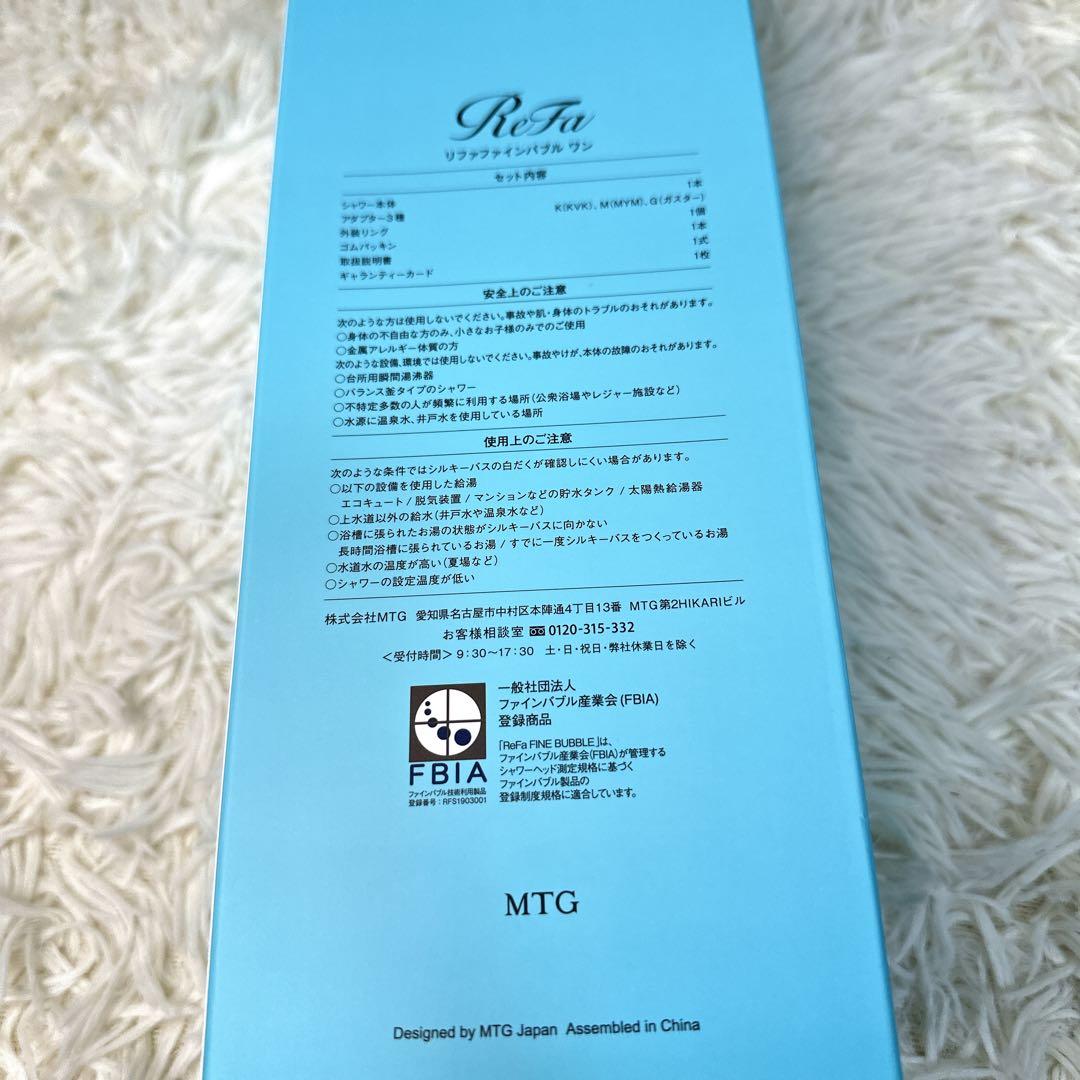 ReFa
リファファインバブル ワン
セット内容
シャワー本体 1本
アダプター3種 K(KVK)、M(MYM)、G(ガスター)
外装リング 1個
ゴムパッキン 1本
取扱説明書 1式
ギャランティーカード 1枚
安全上のご注意
次のような方は使用しないでください。事故や肌・身体のトラブルのおそれがあります。
○身体の不自由な方のみ、小さなお子様のみでのご使用
○金属アレルギー体質の方
次のような設備、環境では使用しないでください。事故やけが、本体の故障のおそれがあります。
○台所用瞬間湯沸器
○バランス釜タイプのシャワー
○不特定多数の人が頻繁に利用する場所(公衆浴場やレジャー施設など)
○水源に温泉水、井戸水を使用している場所
使用上のご注意
次のような条件ではシルキーバスの白だくが確認しにくい場合があります。
○以下の設備を使用した給湯
エコキュート / 脱気装置 / マンションなどの貯水タンク / 太陽熱給湯器
○上水道以外の給水(井戸水や温泉水など)
○浴槽に張られたお湯の状態がシルキーバスに向かない
長時間浴槽に張られているお湯 / すでに一度シルキーバスをつくっているお湯
○水道水の温度が高い(夏場など)
○シャワーの設定温度が低い
株式会社MTG 愛知県名古屋市中村区本陣通4丁目13番 MTG第2HIKARIビル
お客様相談室 0120-315-332
<受付時間> 9:30〜17:30 土・日・祝日・弊社休業日を除く
一般社団法人
ファインバブル産業会(FBIA)
登録商品
「ReFa FINE BUBBLE」は、
ファインバブル産業会(FBIA)が管理する
シャワーヘッド測定規格に基づく
ファインバブル製品の
登録制度規格に適合しています。
FBIA
ファインバブル技術利用製品
登録番号:RFS1903001
MTG
Designed by MTG Japan Assembled in China